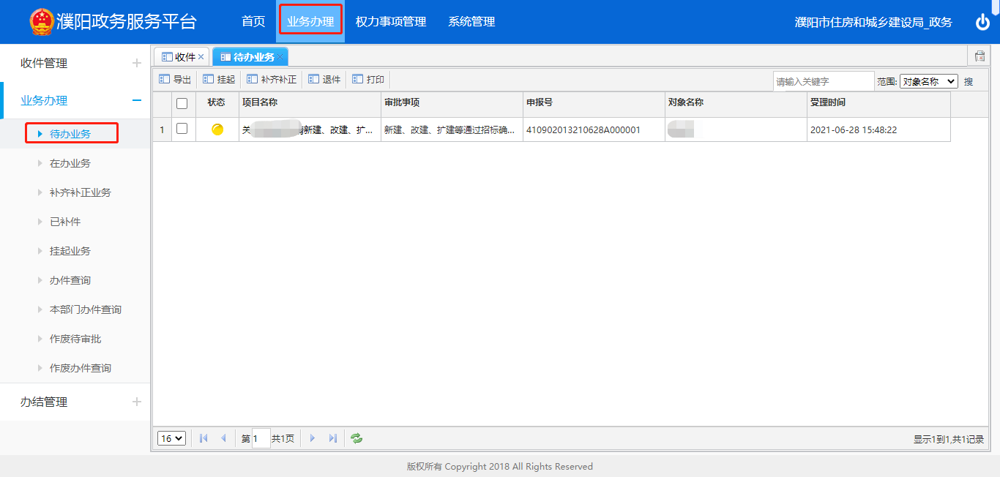 濮阳政务服务平台 首页 业务办理 权力事项管理 系统管理 濮阳市住房和城乡建设局_政务
收件管理
业务办理
待办业务
在办业务
补齐补正业务
已补件
挂起业务
办件查询
本部门办件查询
作废待审批
作废办件查询
办结管理
收件 待办业务
导出 挂起 补齐补正 退件 打印 请输入关键字 范围: 对象名称 搜
状态 项目名称 审批事项 申报号 对象名称 受理时间
1 关 新建、改建、扩... 新建、改建、扩建等通过招标确... 410902013210628A000001 2021-06-28 15:48:22
16 第 1 共1页 显示1到1,共1记录
版权所有 Copyright 2018 All Rights Reserved